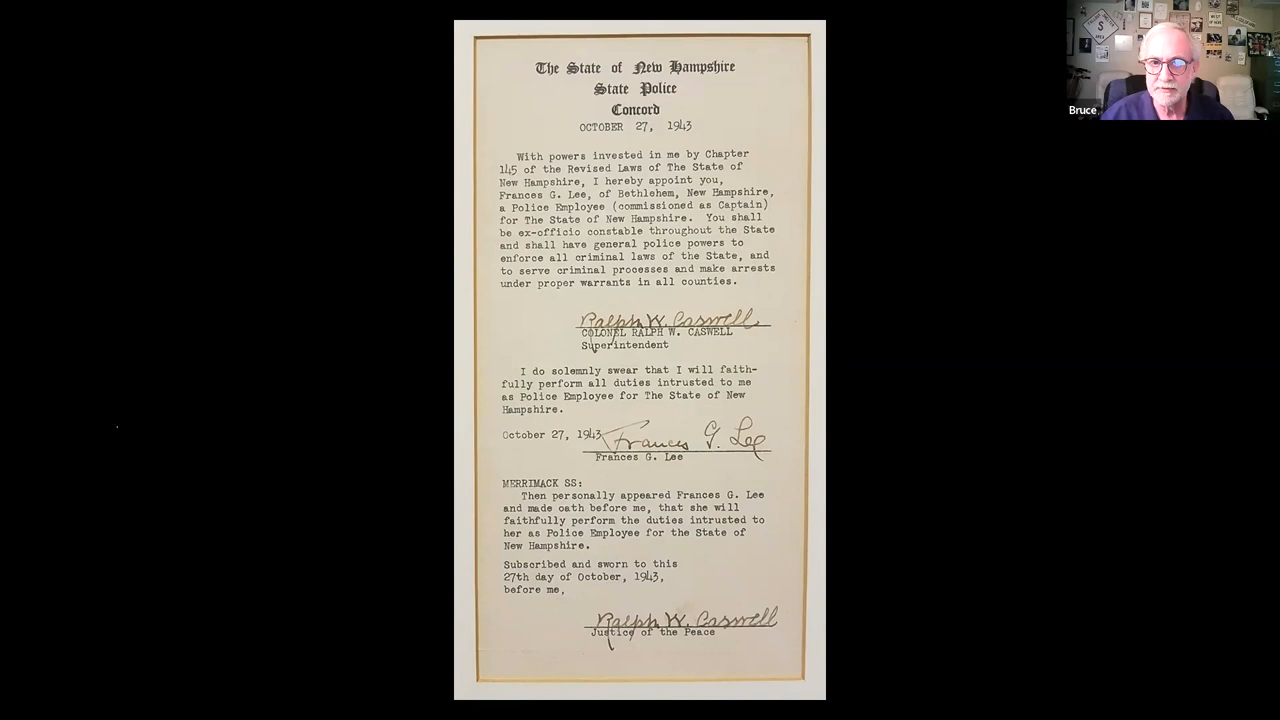 The State of New Hampshire
State Police
Concord
OCTOBER 27, 1943
With powers invested in me by Chapter
145 of the Revised Laws of The State of
New Hampshire, I hereby appoint you,
Frances G. Lee, of Bethlehem, New Hampshire,
a Police Employee (commissioned as Captain)
for The State of New Hampshire. You shall
be ex-officio constable throughout the State
and shall have general police powers to
enforce all criminal laws of the State, and
to serve criminal processes and make arrests
under proper warrants in all counties.
Ralph W. Caswell
COLONEL RALPH W. CASWELL
Superintendent
I do solemnly swear that I will faith-
fully perform all duties intrusted to me
as Police Employee for The State of New
Hampshire.
October 27, 1943
Frances G. Lee
Frances G. Lee
MERRIMACK SS:
Then personally appeared Frances G. Lee
and made oath before me, that she will
faithfully perform the duties intrusted to
her as Police Employee for the State of
New Hampshire.
Subscribed and sworn to this
27th day of October, 1943,
before me,
Ralph W. Caswell
Justice of the Peace
Bruce